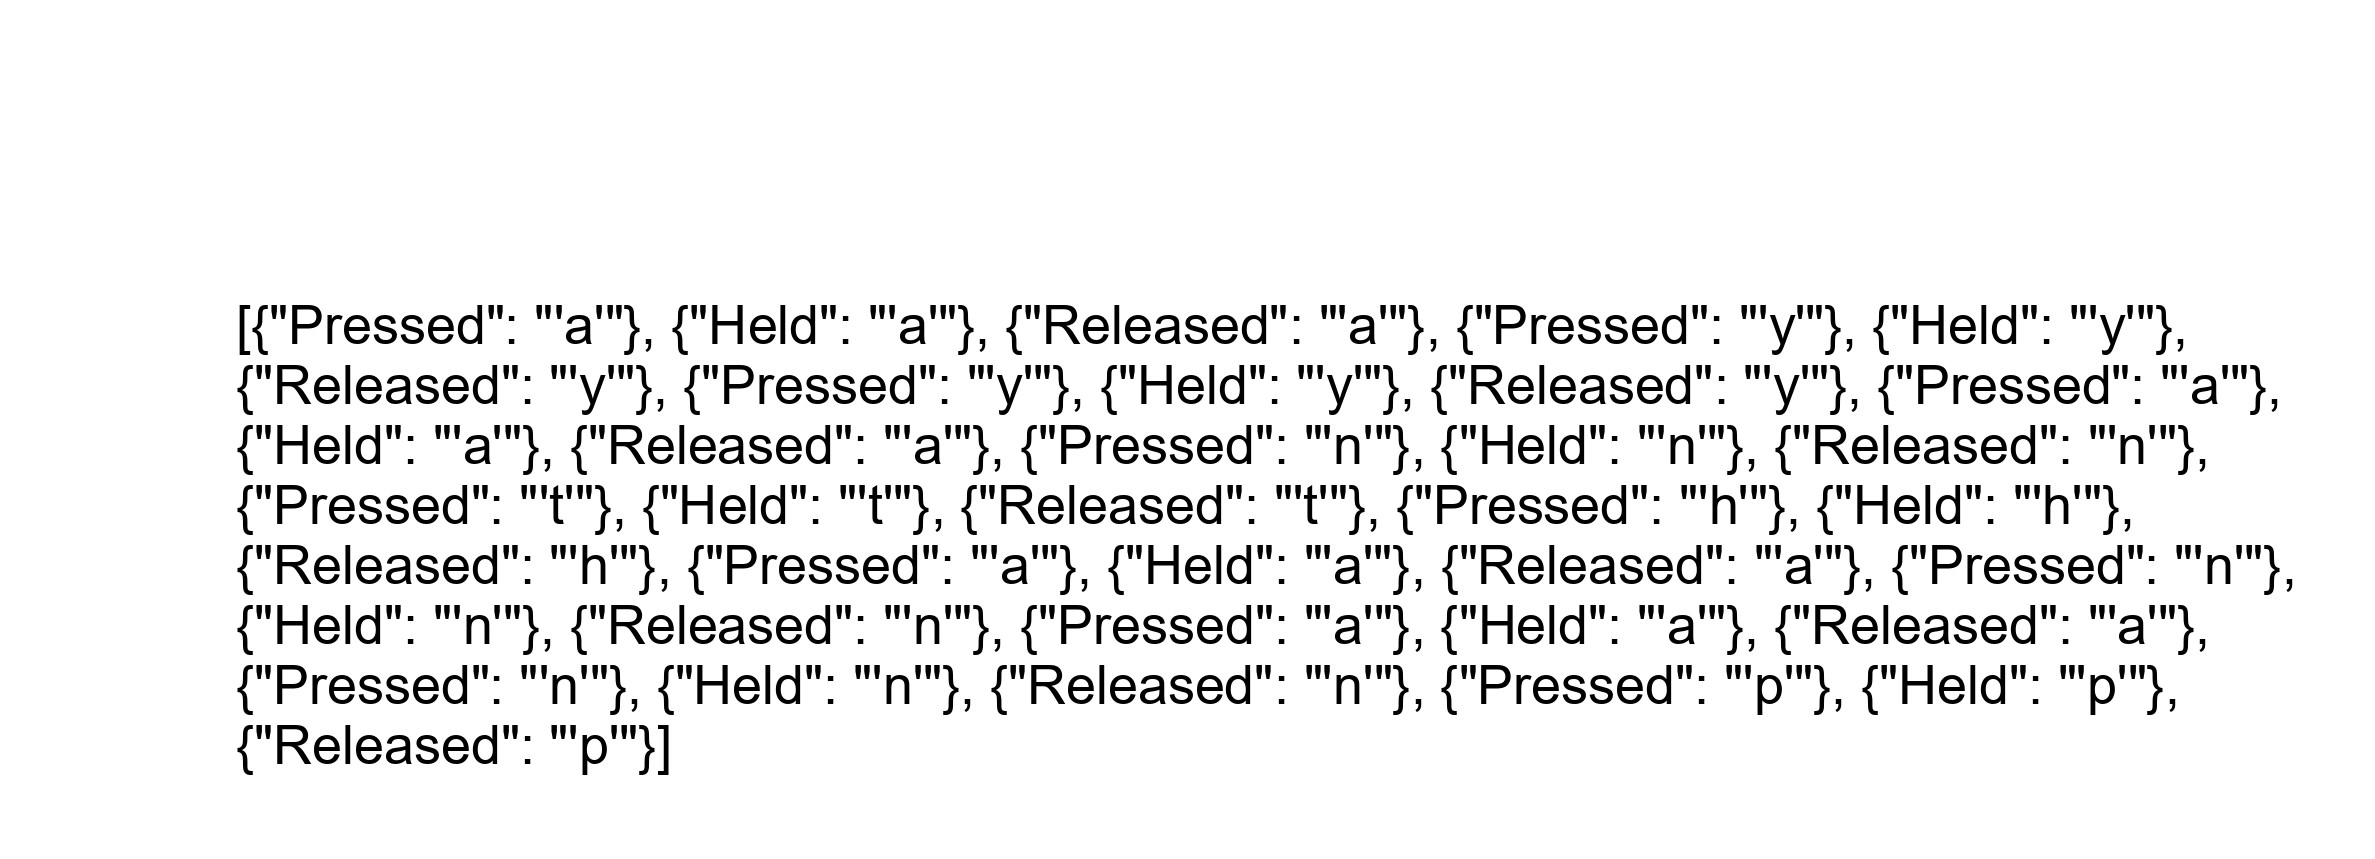 [{"Pressed": "'a'"}, {"Held": "'a'"}, {"Released": "'a'"}, {"Pressed": "'y'"}, {"Held": "'y'"},
{"Released": "'y'"}, {"Pressed": "'y'"}, {"Held": "'y'"}, {"Released": "'y'"}, {"Pressed": "'a'"},
{"Held": "'a'"}, {"Released": "'a'"}, {"Pressed": "'n'"}, {"Held": "'n'"}, {"Released": "'n'"},
{"Pressed": "'t'"}, {"Held": "'t'"}, {"Released": "'t'"}, {"Pressed": "'h'"}, {"Held": "'h'"},
{"Released": "'h'"}, {"Pressed": "'a'"}, {"Held": "'a'"}, {"Released": "'a'"}, {"Pressed": "'n'"},
{"Held": "'n'"}, {"Released": "'n'"}, {"Pressed": "'a'"}, {"Held": "'a'"}, {"Released": "'a'"},
{"Pressed": "'n'"}, {"Held": "'n'"}, {"Released": "'n'"}, {"Pressed": "'p'"}, {"Held": "'p'"},
{"Released": "'p'"}]